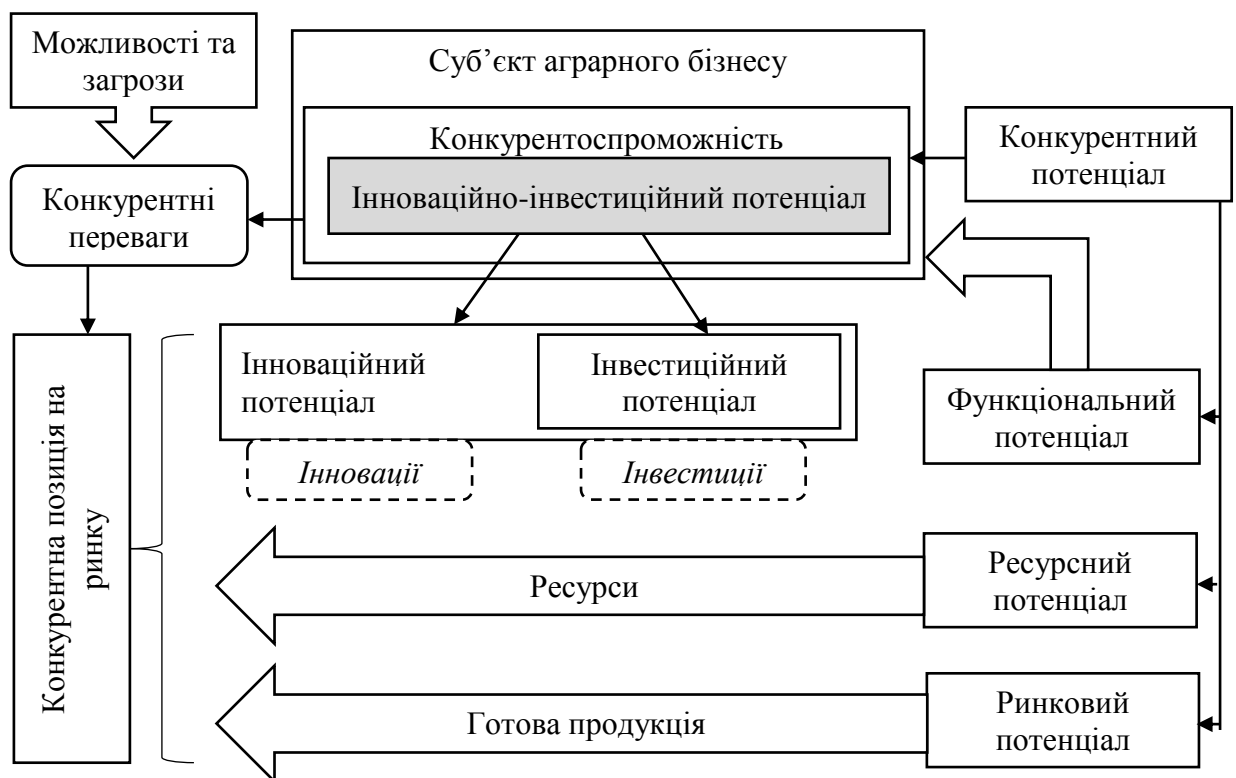 Можливості та
загрози
Суб’єкт аграрного бізнесу
Конкурентоспроможність
Інноваційно-інвестиційний потенціал
Конкурентний
потенціал
Конкурентні
переваги
Конкурентна позиція на
ринку
Інноваційний
потенціал
Інвестиційний
потенціал
Функціональний
потенціал
Інновації
Інвестиції
Ресурси
Ресурсний
потенціал
Готова продукція
Ринковий
потенціал